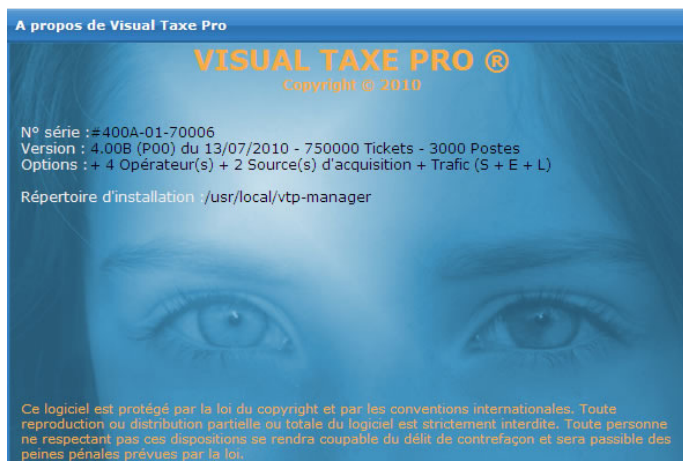 A propos de Visual Taxe Pro
VISUAL TAXE PRO ®
Copyright © 2010
N° série :#400A-01-70006
Version : 4.00B (P00) du 13/07/2010 - 750000 Tickets - 3000 Postes
Options :+ 4 Opérateur(s) + 2 Source(s) d'acquisition + Trafic (S + E + L)
Répertoire d'installation :/usr/local/vtp-manager
Ce logiciel est protégé par la loi du copyright et par les conventions internationales. Toute
reproduction ou distribution partielle ou totale du logiciel est strictement interdite. Toute personne
ne respectant pas ces dispositions se rendra coupable du délit de contrefaçon et sera passible des
peines pénales prévues par la loi.